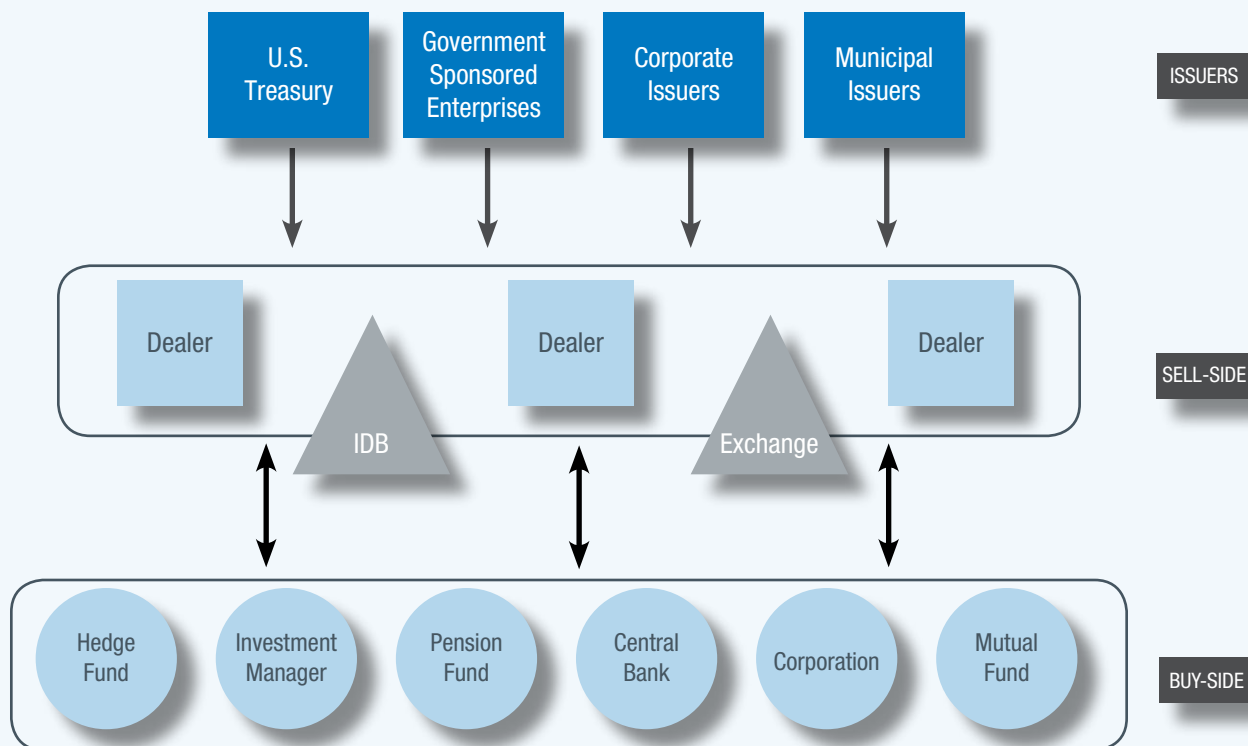 U.S.
Treasury
Government
Sponsored
Enterprises
Corporate
Issuers
Municipal
Issuers
ISSUERS
Dealer
Dealer
Dealer
SELL-SIDE
IDB
Exchange
Hedge
Fund
Investment
Manager
Pension
Fund
Central
Bank
Corporation
Mutual
Fund
BUY-SIDE